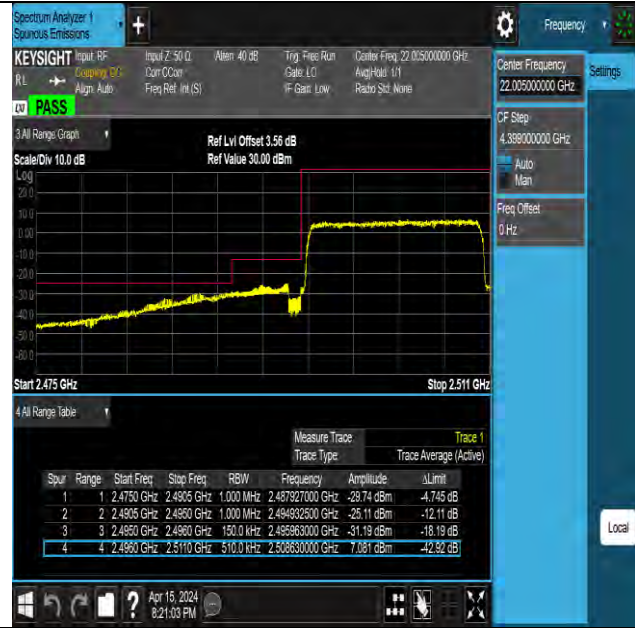 Spectrum Analyzer 1
Spurious Emissions
+
Frequency
KEYSIGHT Input: RF Input Z: 50 Ω Atten: 40 dB Trig: Free Run Center Freq: 22.005000000 GHz
RL Coupling: DC Corr CCorr Gate: LO Avg|Hold: 1/1
Align: Auto Freq Ref: Int (S) IF Gain: Low Radio Std: None
LXI PASS
3 All Range Graph
Ref Lvl Offset 3.56 dB
Scale/Div 10.0 dB Ref Value 30.00 dBm
Log
20.0
10.0
0.00
-10.0
-20.0
-30.0
-40.0
-50.0
-60.0
Start 2.475 GHz Stop 2.511 GHz
4 All Range Table
Measure Trace Trace 1
Trace Type Trace Average (Active)
Spur Range Start Freq Stop Freq RBW Frequency Amplitude ΔLimit
1 1 2.4750 GHz 2.4905 GHz 1.000 MHz 2.487927000 GHz -29.74 dBm -4.745 dB
2 2 2.4905 GHz 2.4950 GHz 1.000 MHz 2.494932500 GHz -25.11 dBm -12.11 dB
3 3 2.4950 GHz 2.4960 GHz 150.0 kHz 2.495963000 GHz -31.19 dBm -18.19 dB
4 4 2.4960 GHz 2.5110 GHz 510.0 kHz 2.508630000 GHz 7.081 dBm -42.92 dB
Center Frequency
22.005000000 GHz
Settings
CF Step
4.399000000 GHz
Auto
Man
Freq Offset
0 Hz
Local
?
Apr 15, 2024
8:21:03 PM